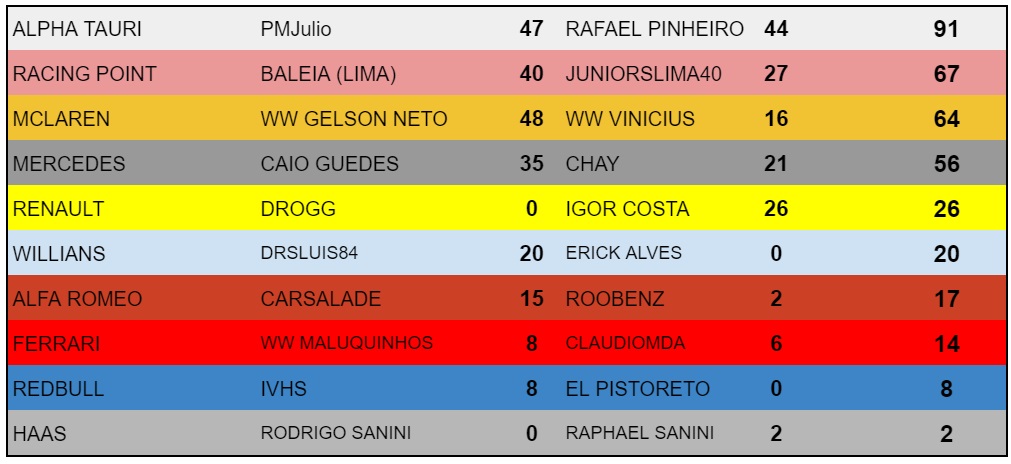 ALPHA TAURI PMJulio 47 RAFAEL PINHEIRO 44 91
RACING POINT BALEIA (LIMA) 40 JUNIORSLIMA40 27 67
MCLAREN WW GELSON NETO 48 WW VINICIUS 16 64
MERCEDES CAIO GUEDES 35 CHAY 21 56
RENAULT DROGG 0 IGOR COSTA 26 26
WILLIANS DRSLUIS84 20 ERICK ALVES 0 20
ALFA ROMEO CARSALADE 15 ROOBENZ 2 17
FERRARI WW MALUQUINHOS 8 CLAUDIOMDA 6 14
REDBULL IVHS 8 EL PISTORETO 0 8
HAAS RODRIGO SANINI 0 RAPHAEL SANINI 2 2